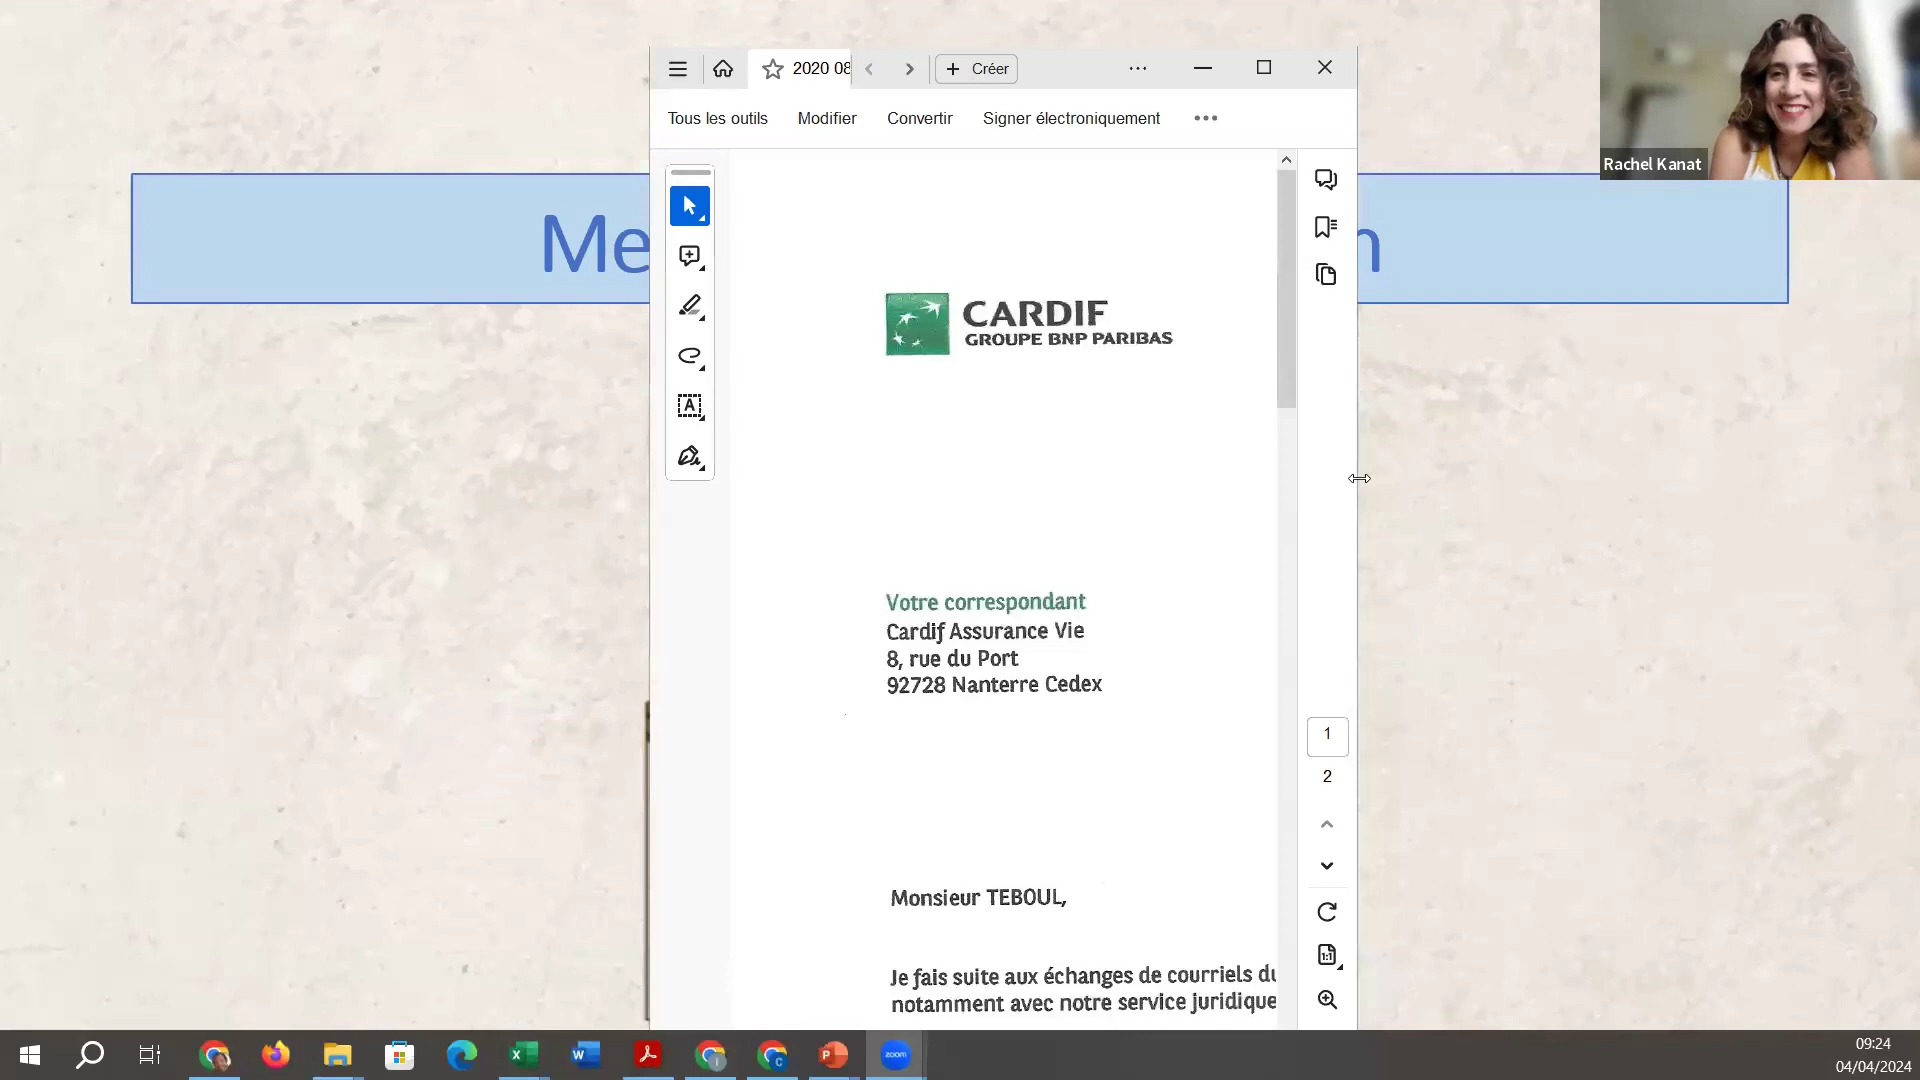 2020 08
Créer
Tous les outils
Modifier
Convertir
Signer électroniquement
Rachel Kanat
Me
n
CARDIF
GROUPE BNP PARIBAS
Votre correspondant
Cardif Assurance Vie
8, rue du Port
92728 Nanterre Cedex
1
2
Monsieur TEBOUL,
Je fais suite aux échanges de courriels du
notamment avec notre service juridique
zoom
09:24
04/04/2024